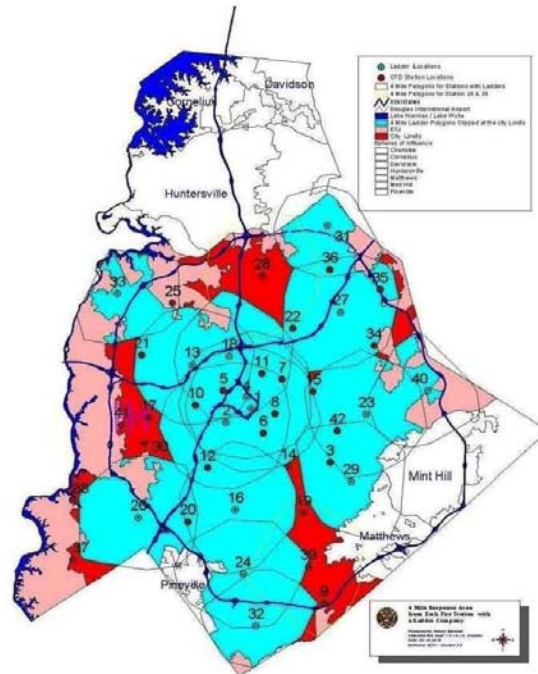 Ladder Locations
CFD Station Locations
4 Mile Polygons for Stations with Ladders
Interstates
Douglas International Airport
Lake Norman / Lake Wylie
4 Mile Ladder Polygons Clipped at the city Limits
ETJ
City Limits
Spheres of Influence
Charlotte
Cornelius
Davidson
Huntersville
Matthews
Mint Hill
Pineville
Davidson
Cornelius
Huntersville
31
28
36
33
25
35
27
22
21
18
34
13
11
7
5
15
40
10
4
1
23
2
8
41
17
6
42
30
14
3
12
29
Mint Hill
38
16
19
26
20
Matthews
37
24
39
Pineville
9
32
4 Mile Response Area
from Each Fire Station with
a Ladder Company